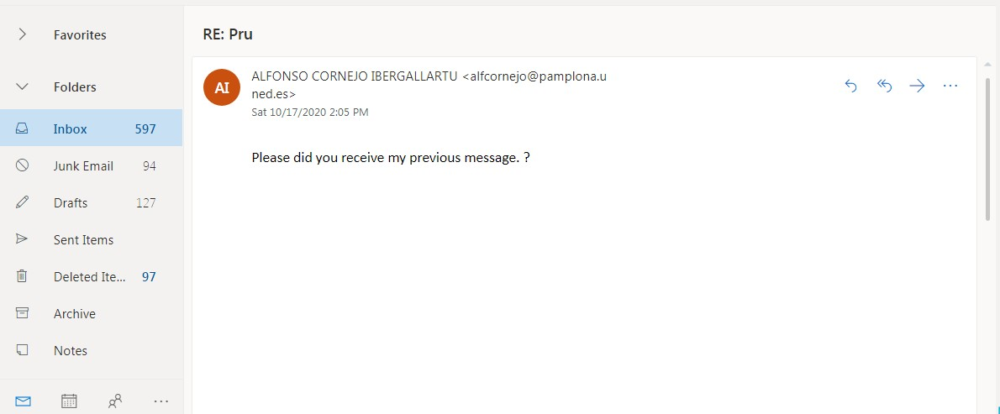 Favorites
Folders
Inbox 597
Junk Email 94
Drafts 127
Sent Items
Deleted Ite... 97
Archive
Notes
RE: Pru
AI
ALFONSO CORNEJO IBERGALLARTU <alfcornejo@pamplona.u
ned.es>
Sat 10/17/2020 2:05 PM
Please did you receive my previous message. ?